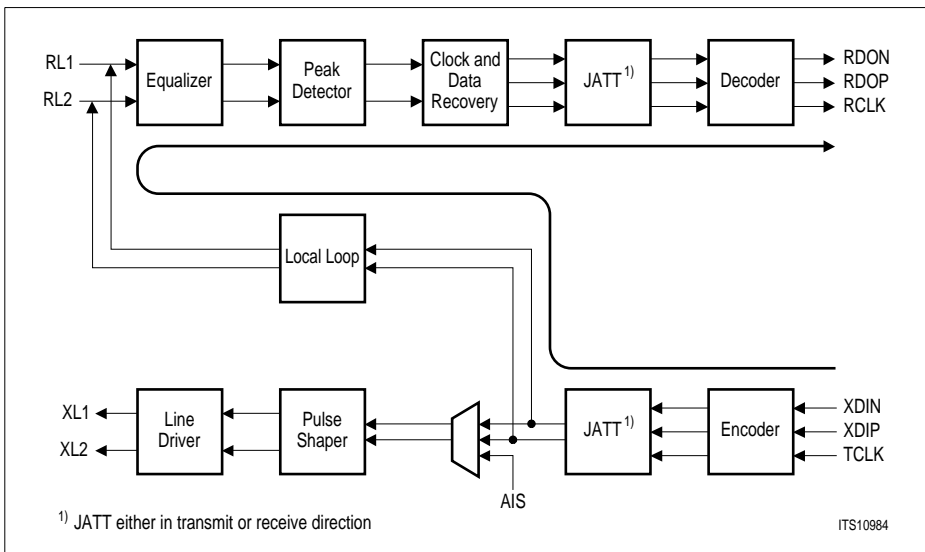 RL1
RL2
Equalizer
Peak
Detector
Clock and
Data
Recovery
JATT 1)
Decoder
RDON
RDOP
RCLK
Local Loop
XL1
XL2
Line
Driver
Pulse
Shaper
AIS
JATT 1)
Encoder
XDIN
XDIP
TCLK
1) JATT either in transmit or receive direction
ITS10984